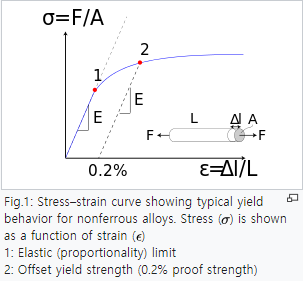 σ=F/A
2
1
E
E
L Δl A
F F
0.2% ε=Δl/L
Fig.1: Stress–strain curve showing typical yield
behavior for nonferrous alloys. Stress (σ) is shown
as a function of strain (ϵ)
1: Elastic (proportionality) limit
2: Offset yield strength (0.2% proof strength)